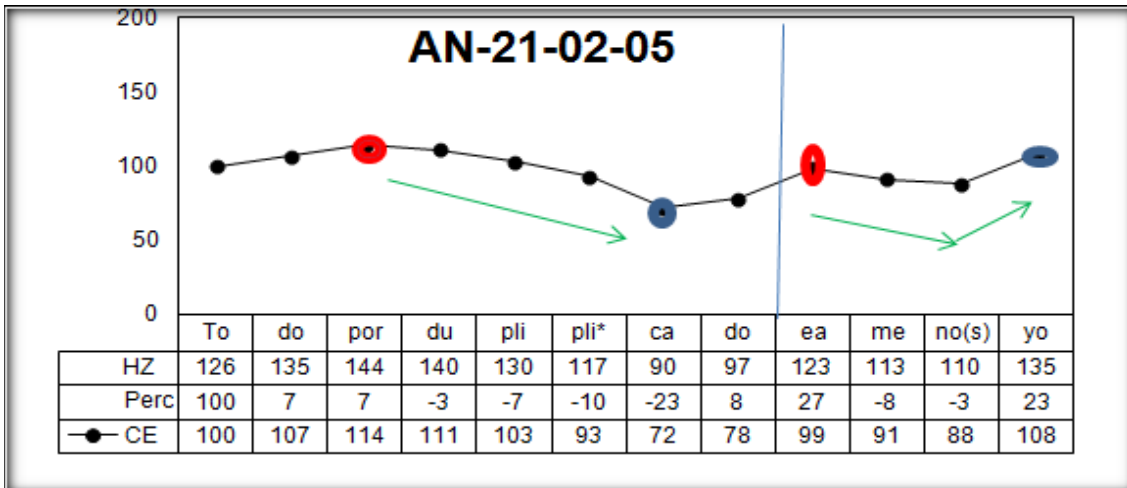 AN-21-02-05
200
150
100
50
0
To do por du pli pli* ca do ea me no(s) yo
HZ 126 135 144 140 130 117 90 97 123 113 110 135
Perc 100 7 7 -3 -7 -10 -23 8 27 -8 -3 23
CE 100 107 114 111 103 93 72 78 99 91 88 108